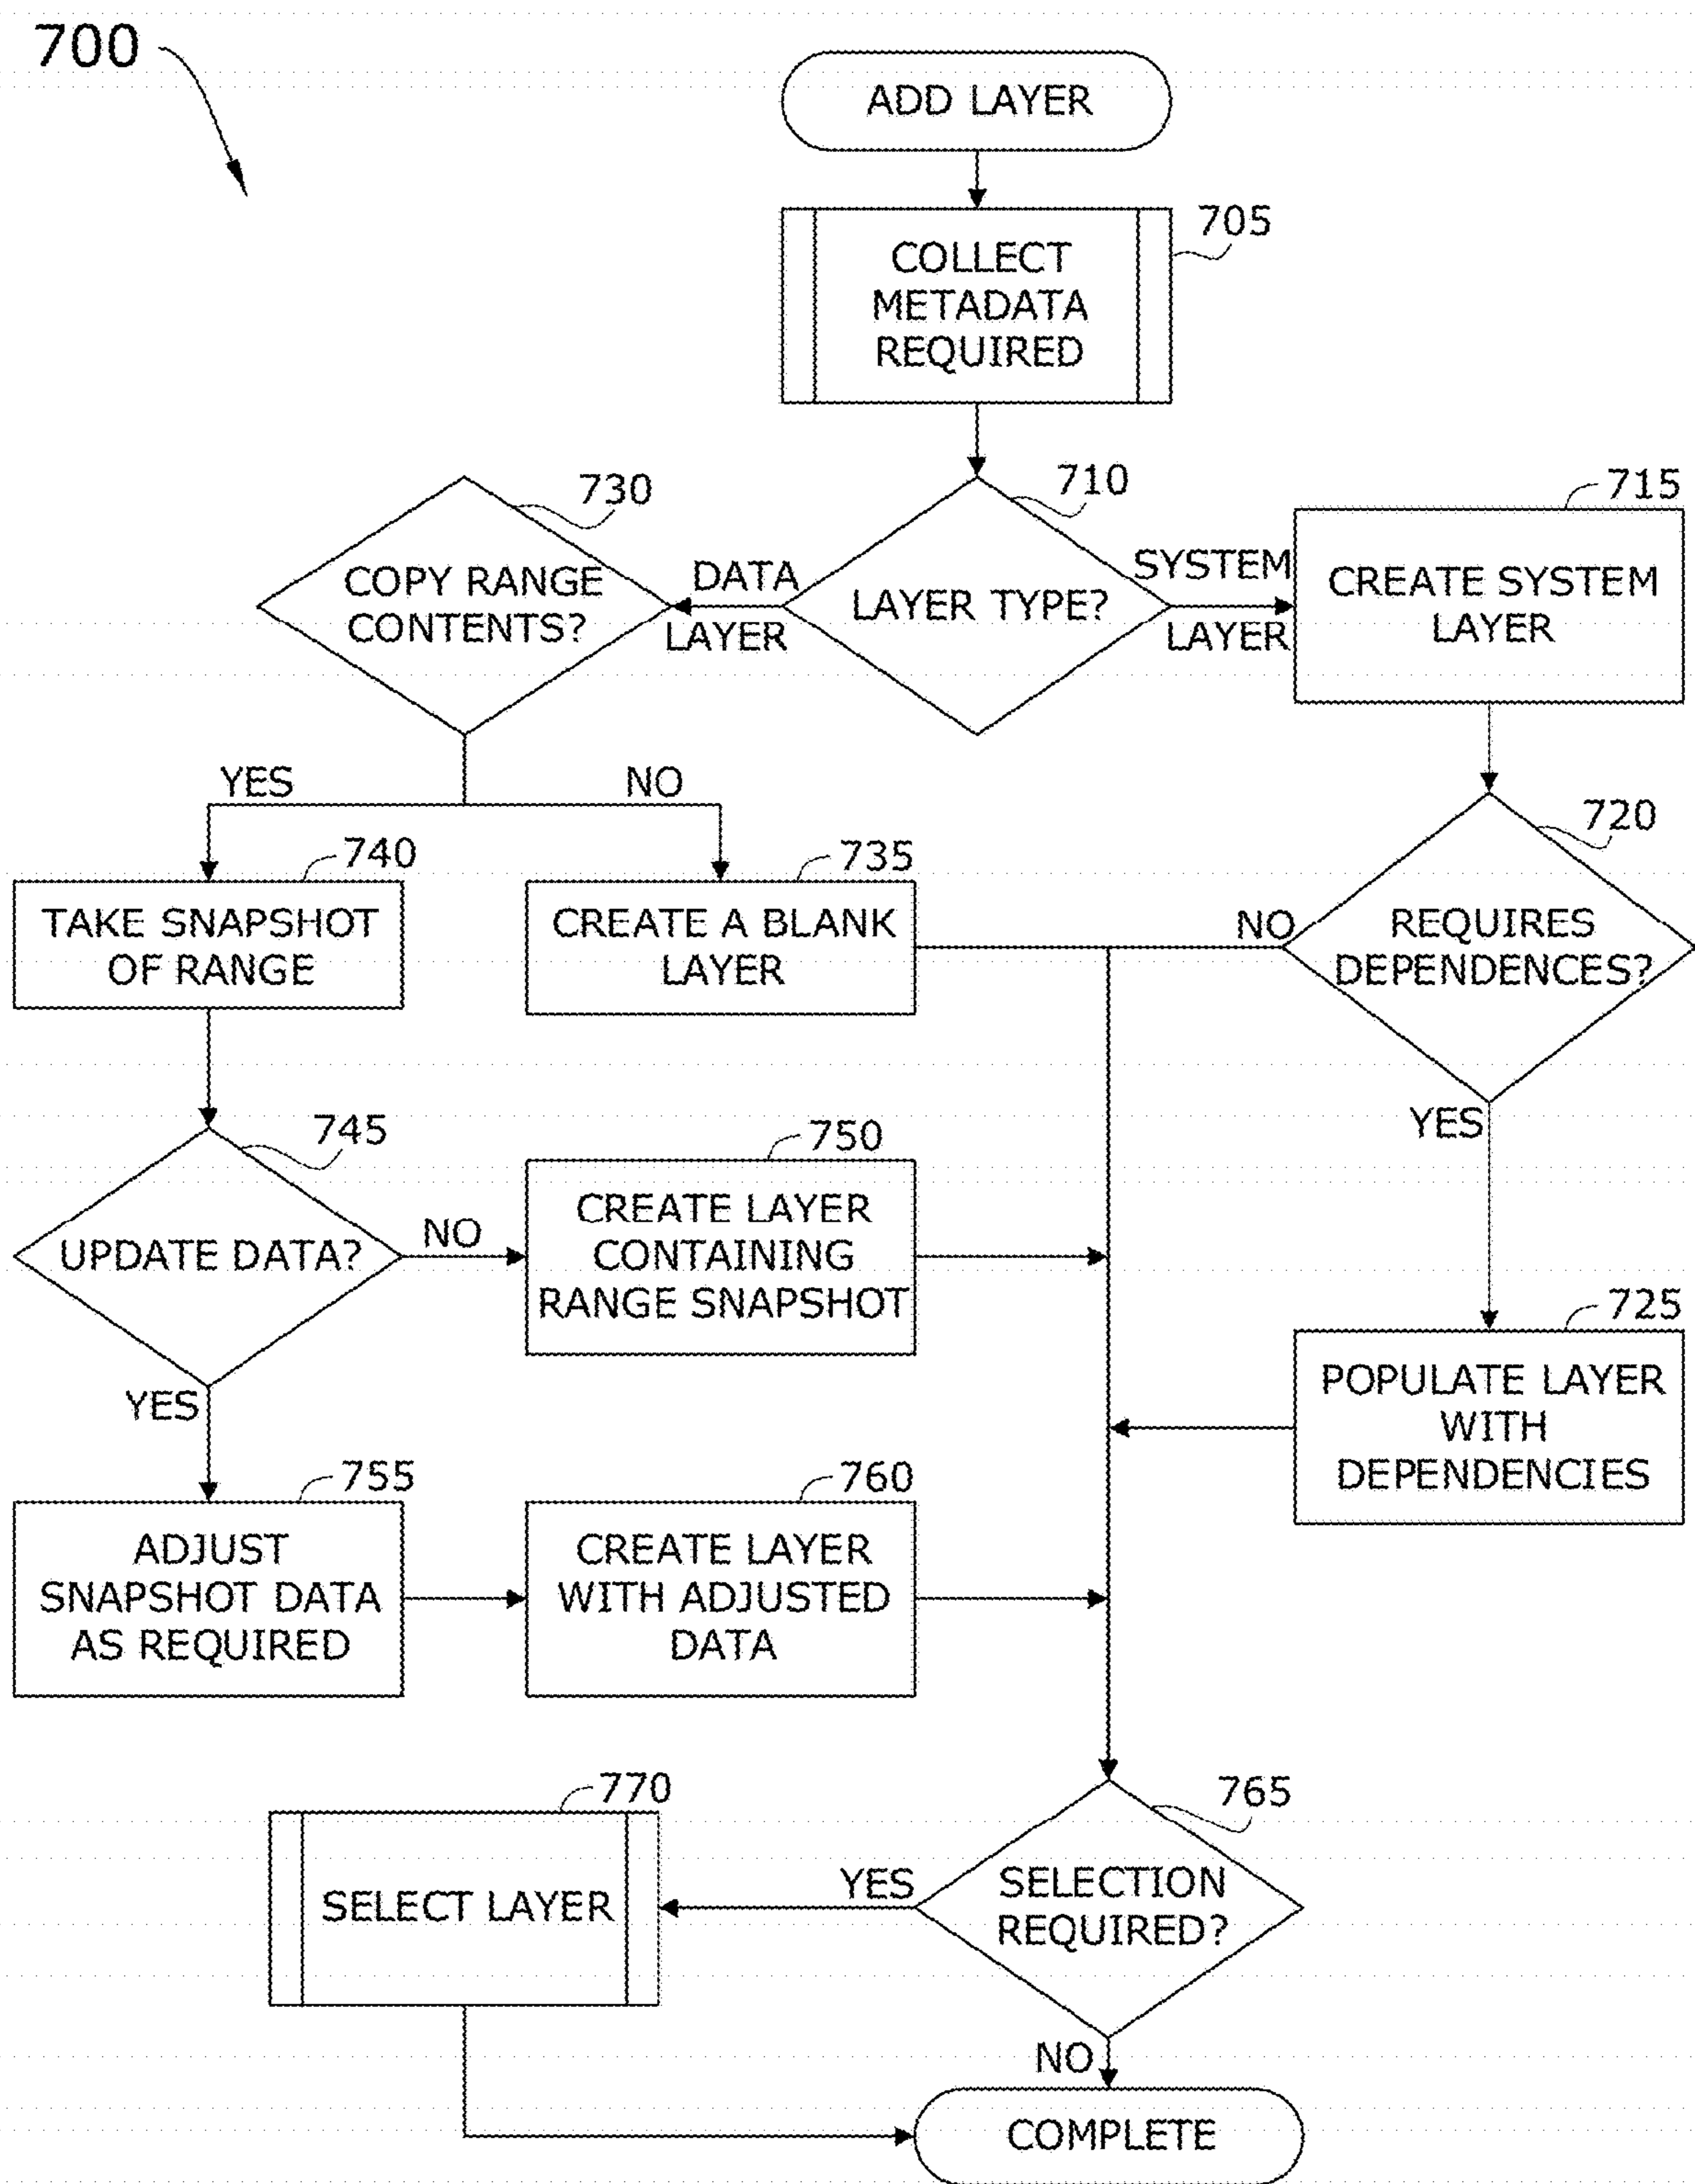 700
ADD LAYER
705
COLLECT
METADATA
REQUIRED
730
710
715
COPY RANGE
CONTENTS?
DATA
LAYER
LAYER TYPE?
SYSTEM
LAYER
CREATE SYSTEM
LAYER
YES
NO
720
740
735
TAKE SNAPSHOT
OF RANGE
CREATE A BLANK
LAYER
NO
REQUIRES
DEPENDENCES?
YES
745
750
UPDATE DATA?
NO
CREATE LAYER
CONTAINING
RANGE SNAPSHOT
725
POPULATE LAYER
WITH
DEPENDENCIES
YES
755
760
ADJUST
SNAPSHOT DATA
AS REQUIRED
CREATE LAYER
WITH ADJUSTED
DATA
770
765
SELECT LAYER
YES
SELECTION
REQUIRED?
NO
COMPLETE